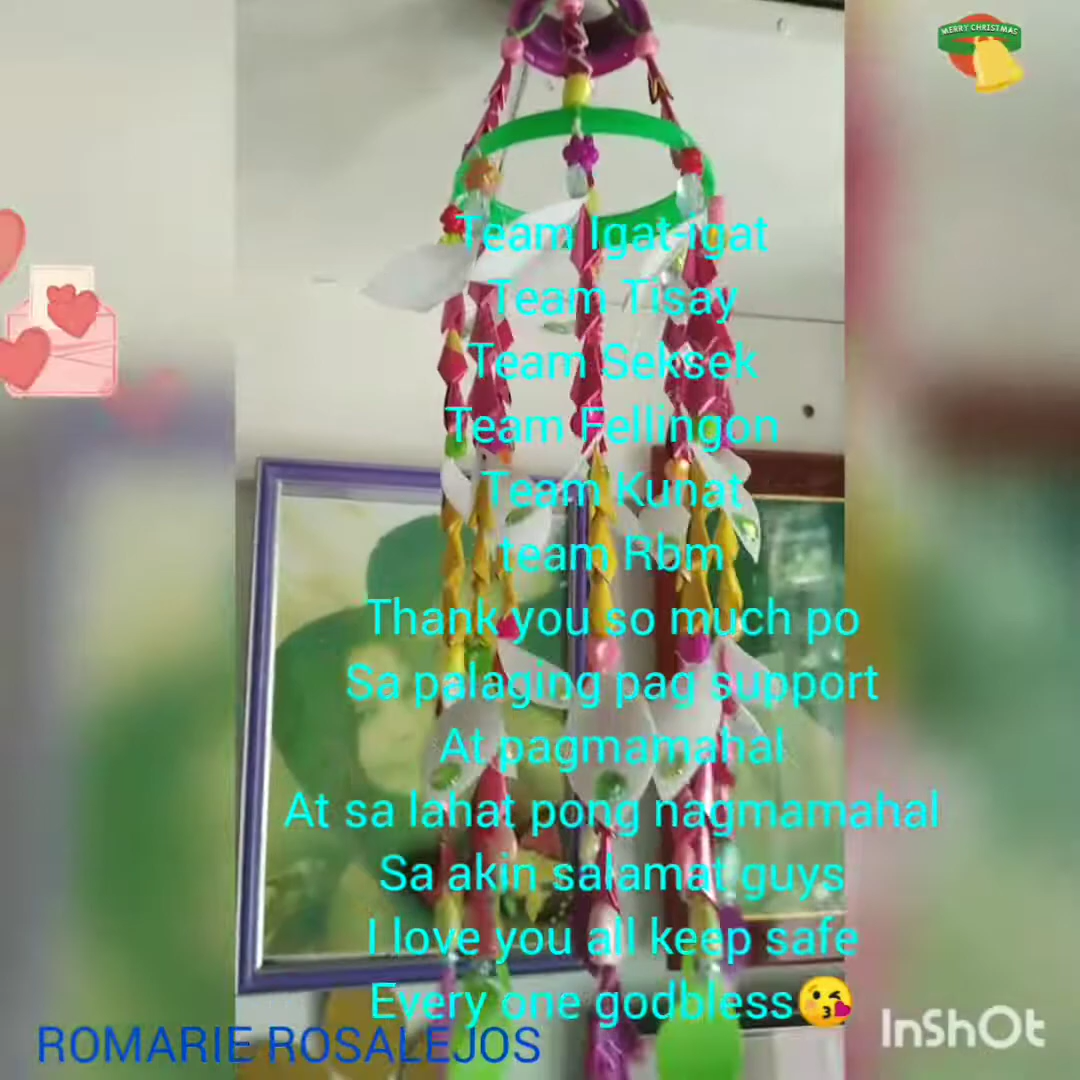 MERRY CHRISTMAS
Team Igat-igat
Team Tisay
Team Seksek
Team Fellingon
Team Kunat
team Rbm
Thank you so much po
Sa palaging pag support
At pagmamahal
At sa lahat pong nagmamahal
Sa akin salamat guys
I love you all keep safe
Every one godbless😘
ROMARIE ROSALEJOS
InShOt